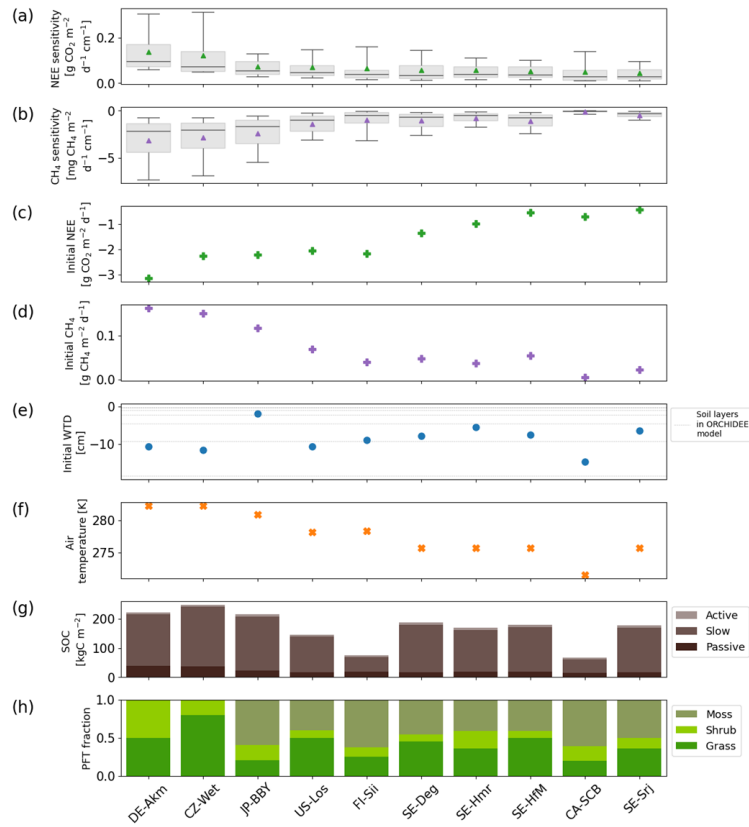 (a)
NEE sensitivity
[g CO₂ m⁻²
d⁻¹ cm⁻¹]
0.2
0.0
(b)
CH₄ sensitivity
[mg CH₄ m⁻²
d⁻¹ cm⁻¹]
0
−5
(c)
Initial NEE
[g CO₂ m⁻² d⁻¹]
−1
−2
−3
(d)
Initial CH₄
[g CH₄ m⁻² d⁻¹]
0.1
0.0
(e)
Initial WTD
[cm]
0
−10
Soil layers
in ORCHIDEE
model
(f)
Air
temperature [K]
280
275
(g)
SOC
[kgC m⁻²]
200
100
0
Active
Slow
Passive
(h)
PFT fraction
1.0
0.5
0.0
Moss
Shrub
Grass
DE-Akm
CZ-Wet
JP-BBY
US-Los
FI-Sii
SE-Deg
SE-Hmr
SE-HfM
CA-SCB
SE-Srj